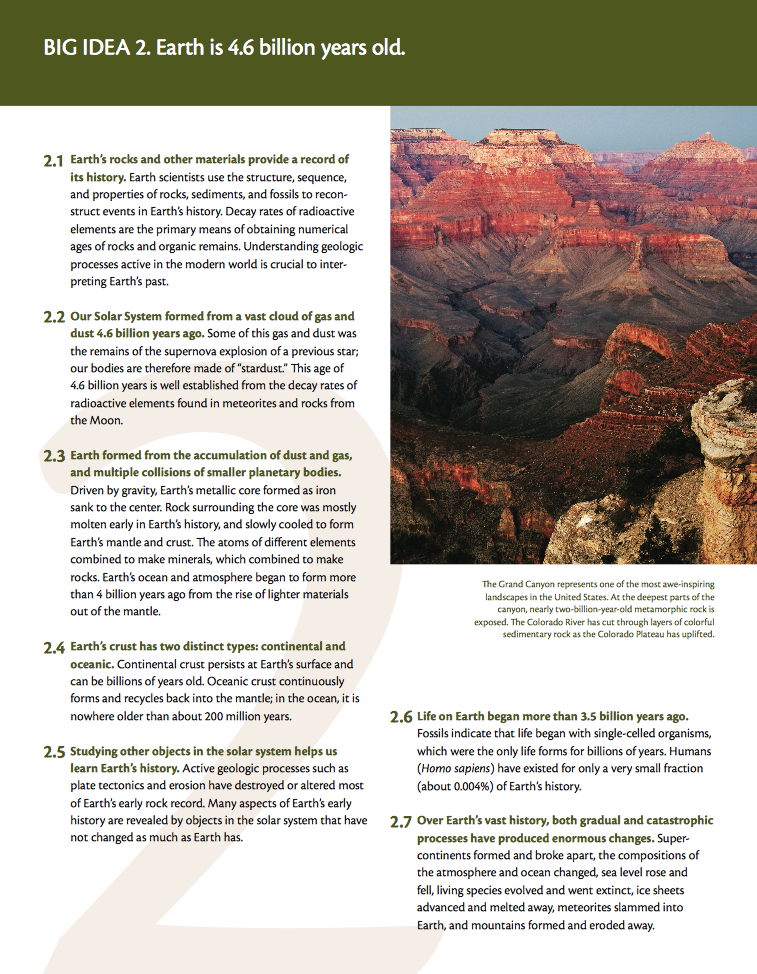 BIG IDEA 2. Earth is 4.6 billion years old.
2.1 Earth's rocks and other materials provide a record of
its history. Earth scientists use the structure, sequence,
and properties of rocks, sediments, and fossils to recon-
struct events in Earth's history. Decay rates of radioactive
elements are the primary means of obtaining numerical
ages of rocks and organic remains. Understanding geologic
processes active in the modern world is crucial to inter-
preting Earth's past.
2.2 Our Solar System formed from a vast cloud of gas and
dust 4.6 billion years ago. Some of this gas and dust was
the remains of the supernova explosion of a previous star;
our bodies are therefore made of "stardust." This age of
4.6 billion years is well established from the decay rates of
radioactive elements found in meteorites and rocks from
the Moon.
2.3 Earth formed from the accumulation of dust and gas,
and multiple collisions of smaller planetary bodies.
Driven by gravity, Earth's metallic core formed as iron
sank to the center. Rock surrounding the core was mostly
molten early in Earth's history, and slowly cooled to form
Earth's mantle and crust. The atoms of different elements
combined to make minerals, which combined to make
rocks. Earth's ocean and atmosphere began to form more
than 4 billion years ago from the rise of lighter materials
out of the mantle.
2.4 Earth's crust has two distinct types: continental and
oceanic. Continental crust persists at Earth's surface and
can be billions of years old. Oceanic crust continuously
forms and recycles back into the mantle; in the ocean, it is
nowhere older than about 200 million years.
2.5 Studying other objects in the solar system helps us
learn Earth's history. Active geologic processes such as
plate tectonics and erosion have destroyed or altered most
of Earth's early rock record. Many aspects of Earth's early
history are revealed by objects in the solar system that have
not changed as much as Earth has.
The Grand Canyon represents one of the most awe-inspiring
landscapes in the United States. At the deepest parts of the
canyon, nearly two-billion-year-old metamorphic rock is
exposed. The Colorado River has cut through layers of colorful
sedimentary rock as the Colorado Plateau has uplifted.
2.6 Life on Earth began more than 3.5 billion years ago.
Fossils indicate that life began with single-celled organisms,
which were the only life forms for billions of years. Humans
(Homo sapiens) have existed for only a very small fraction
(about 0.004%) of Earth's history.
2.7 Over Earth's vast history, both gradual and catastrophic
processes have produced enormous changes. Super-
continents formed and broke apart, the compositions of
the atmosphere and ocean changed, sea level rose and
fell, living species evolved and went extinct, ice sheets
advanced and melted away, meteorites slammed into
Earth, and mountains formed and eroded away.
2